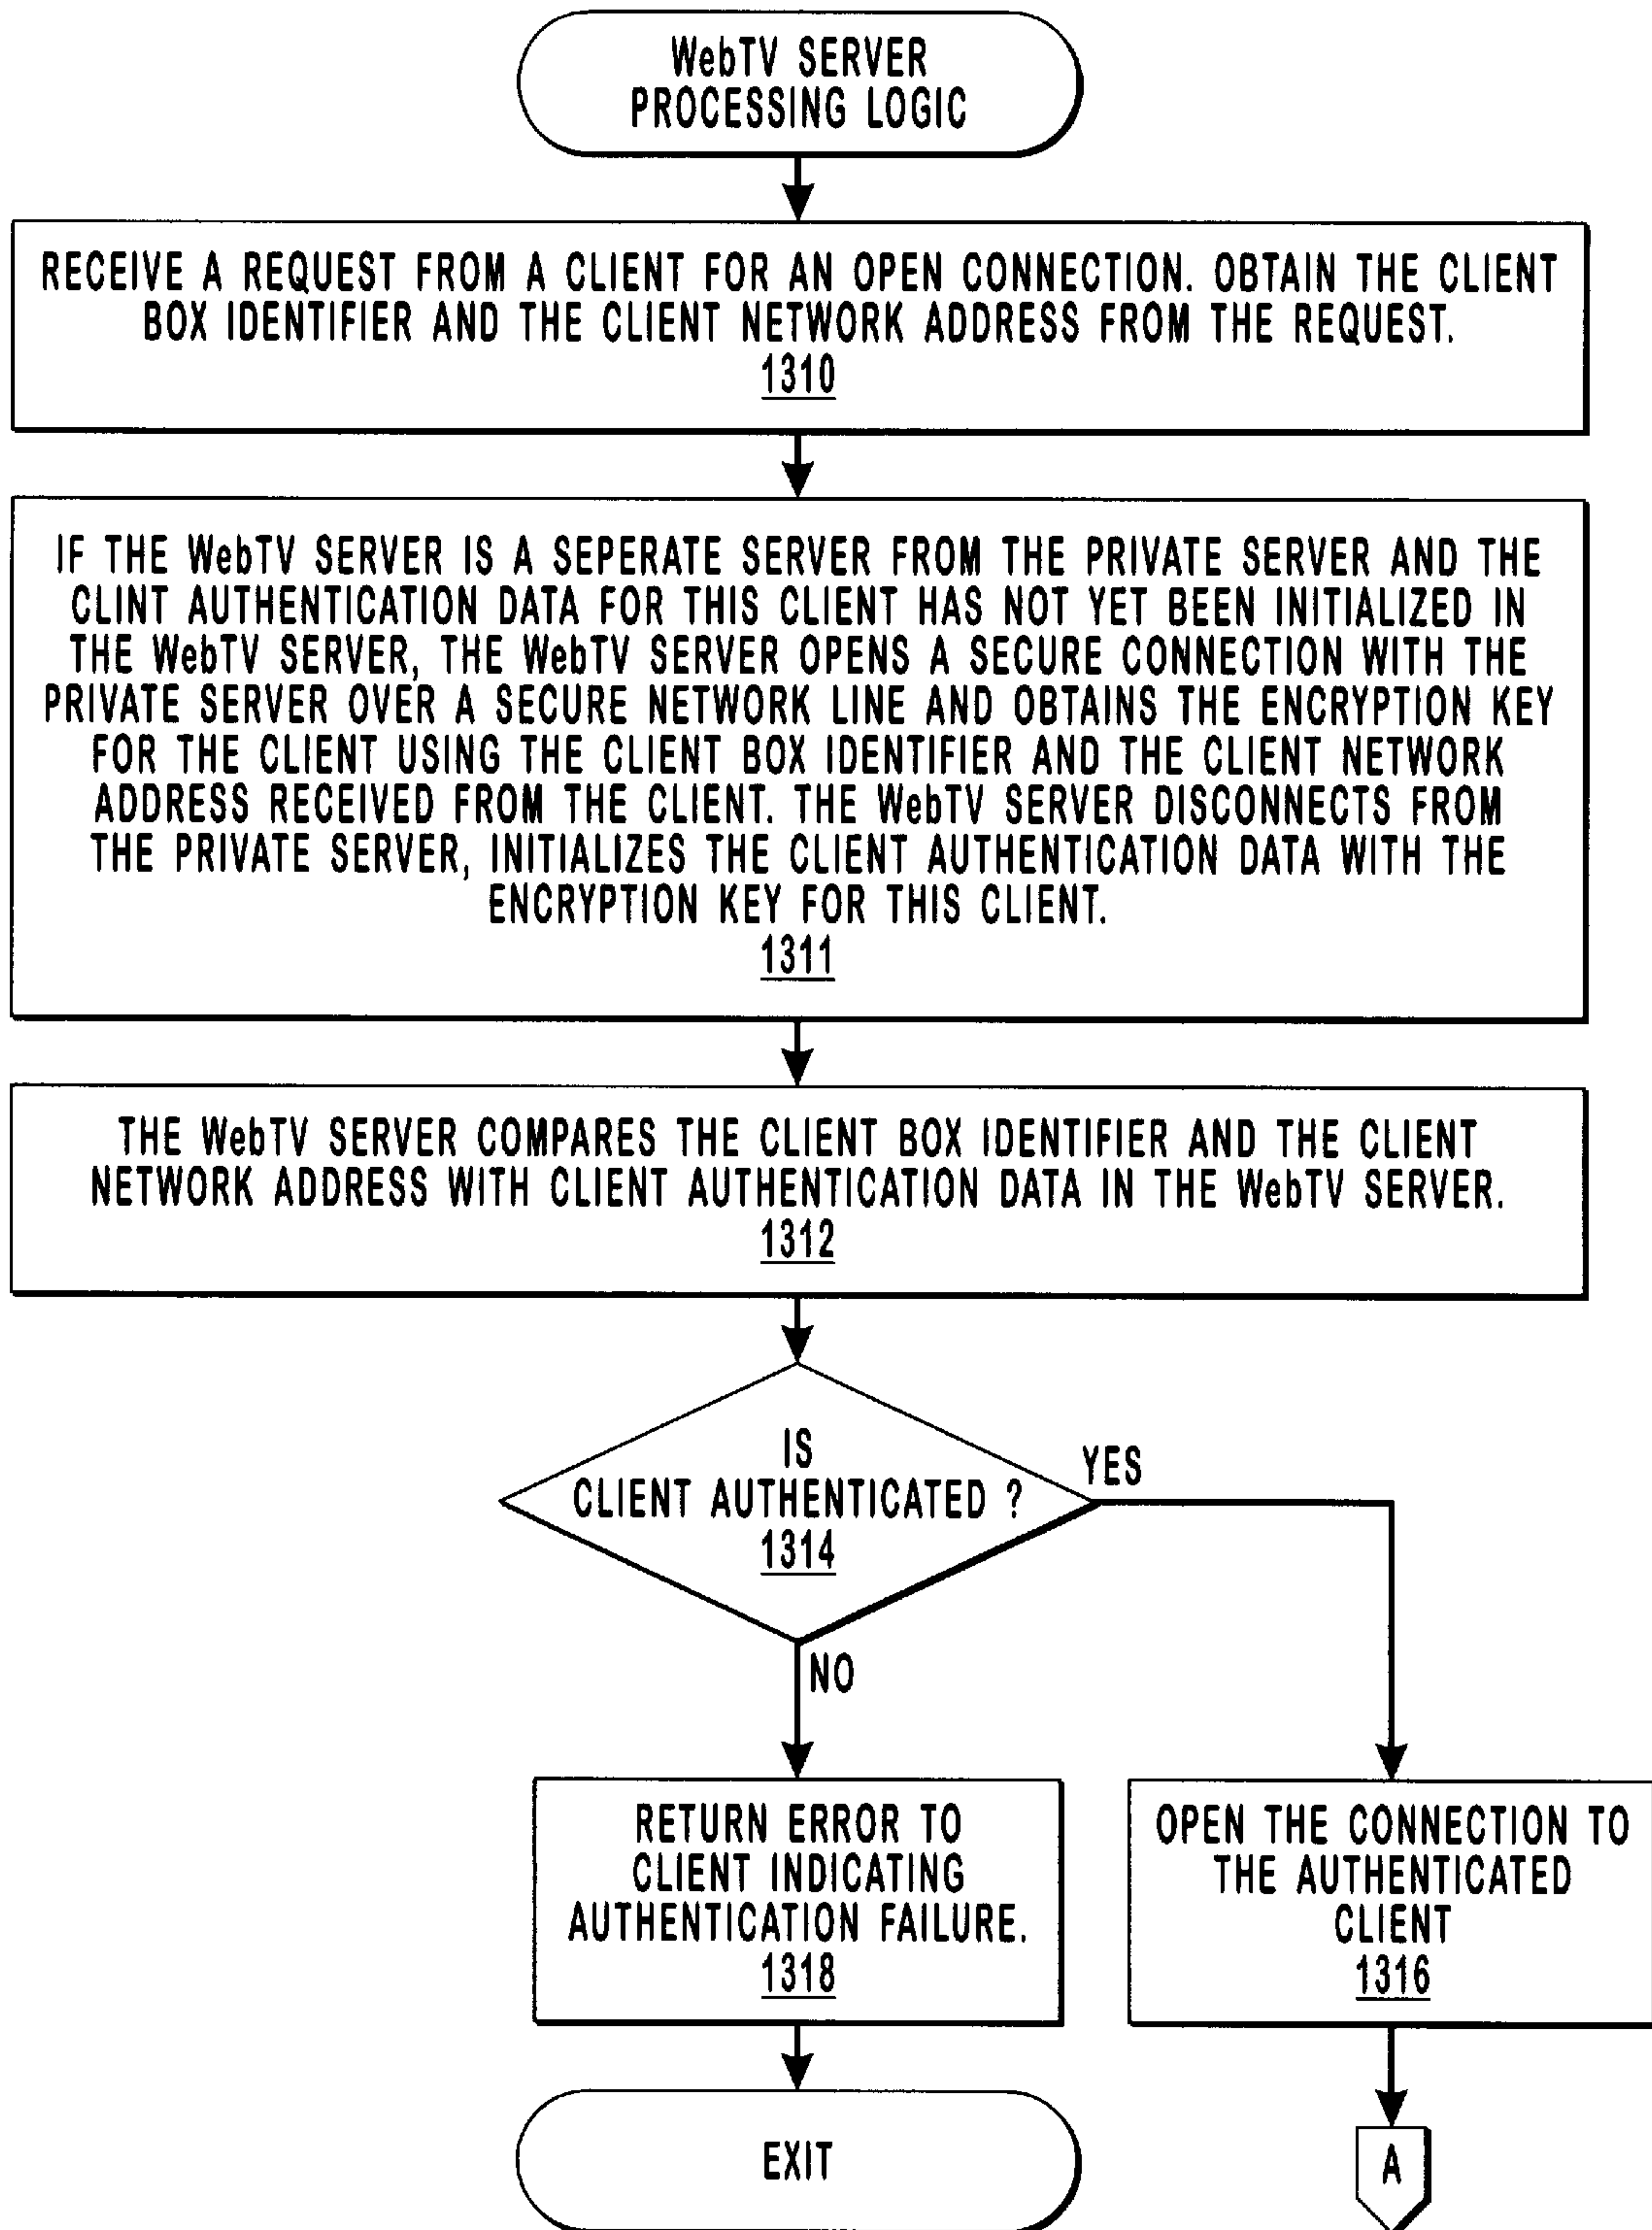 WebTV SERVER
PROCESSING LOGIC
RECEIVE A REQUEST FROM A CLIENT FOR AN OPEN CONNECTION. OBTAIN THE CLIENT
BOX IDENTIFIER AND THE CLIENT NETWORK ADDRESS FROM THE REQUEST.
1310
IF THE WebTV SERVER IS A SEPERATE SERVER FROM THE PRIVATE SERVER AND THE
CLINT AUTHENTICATION DATA FOR THIS CLIENT HAS NOT YET BEEN INITIALIZED IN
THE WebTV SERVER, THE WebTV SERVER OPENS A SECURE CONNECTION WITH THE
PRIVATE SERVER OVER A SECURE NETWORK LINE AND OBTAINS THE ENCRYPTION KEY
FOR THE CLIENT USING THE CLIENT BOX IDENTIFIER AND THE CLIENT NETWORK
ADDRESS RECEIVED FROM THE CLIENT. THE WebTV SERVER DISCONNECTS FROM
THE PRIVATE SERVER, INITIALIZES THE CLIENT AUTHENTICATION DATA WITH THE
ENCRYPTION KEY FOR THIS CLIENT.
1311
THE WebTV SERVER COMPARES THE CLIENT BOX IDENTIFIER AND THE CLIENT
NETWORK ADDRESS WITH CLIENT AUTHENTICATION DATA IN THE WebTV SERVER.
1312
IS
CLIENT AUTHENTICATED ?
1314
YES
NO
RETURN ERROR TO
CLIENT INDICATING
AUTHENTICATION FAILURE.
1318
OPEN THE CONNECTION TO
THE AUTHENTICATED
CLIENT
1316
EXIT
A